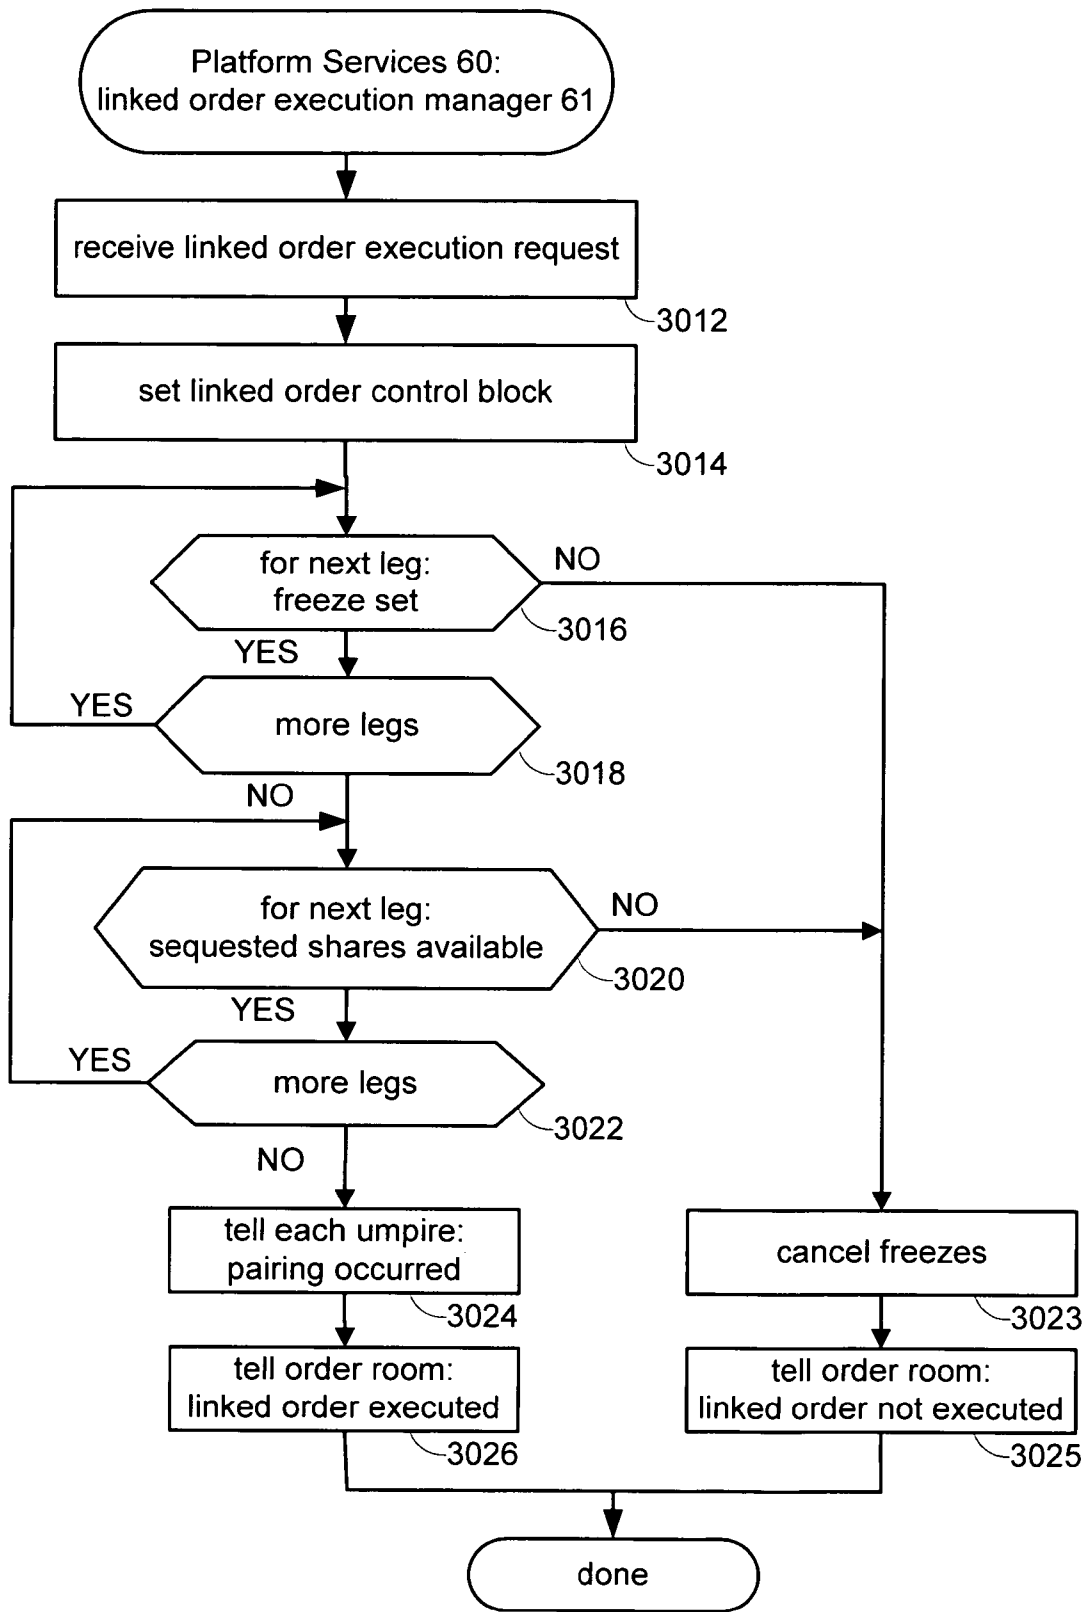 Platform Services 60:
linked order execution manager 61
receive linked order execution request
3012
set linked order control block
3014
for next leg:
freeze set
NO
3016
YES
YES
more legs
3018
NO
for next leg:
sequested shares available
NO
3020
YES
YES
more legs
3022
NO
tell each umpire:
pairing occurred
3024
cancel freezes
3023
tell order room:
linked order executed
3026
tell order room:
linked order not executed
3025
done